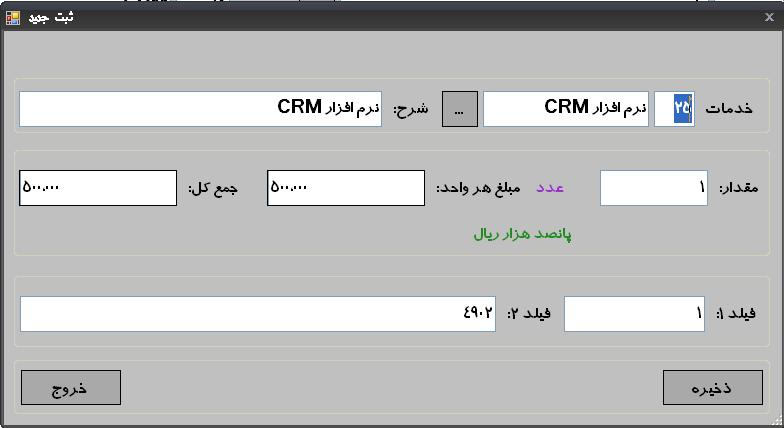 ثبت جدید
خدمات ۲۵ نرم افزار CRM ... شرح: نرم افزار CRM
مقدار: ۱ عدد مبلغ هر واحد: ۵۰۰.۰۰۰ جمع کل: ۵۰۰.۰۰۰
پانصد هزار ریال
فیلد ۱: ۱ فیلد ۲: ٤۹۰۲
ذخیره خروج